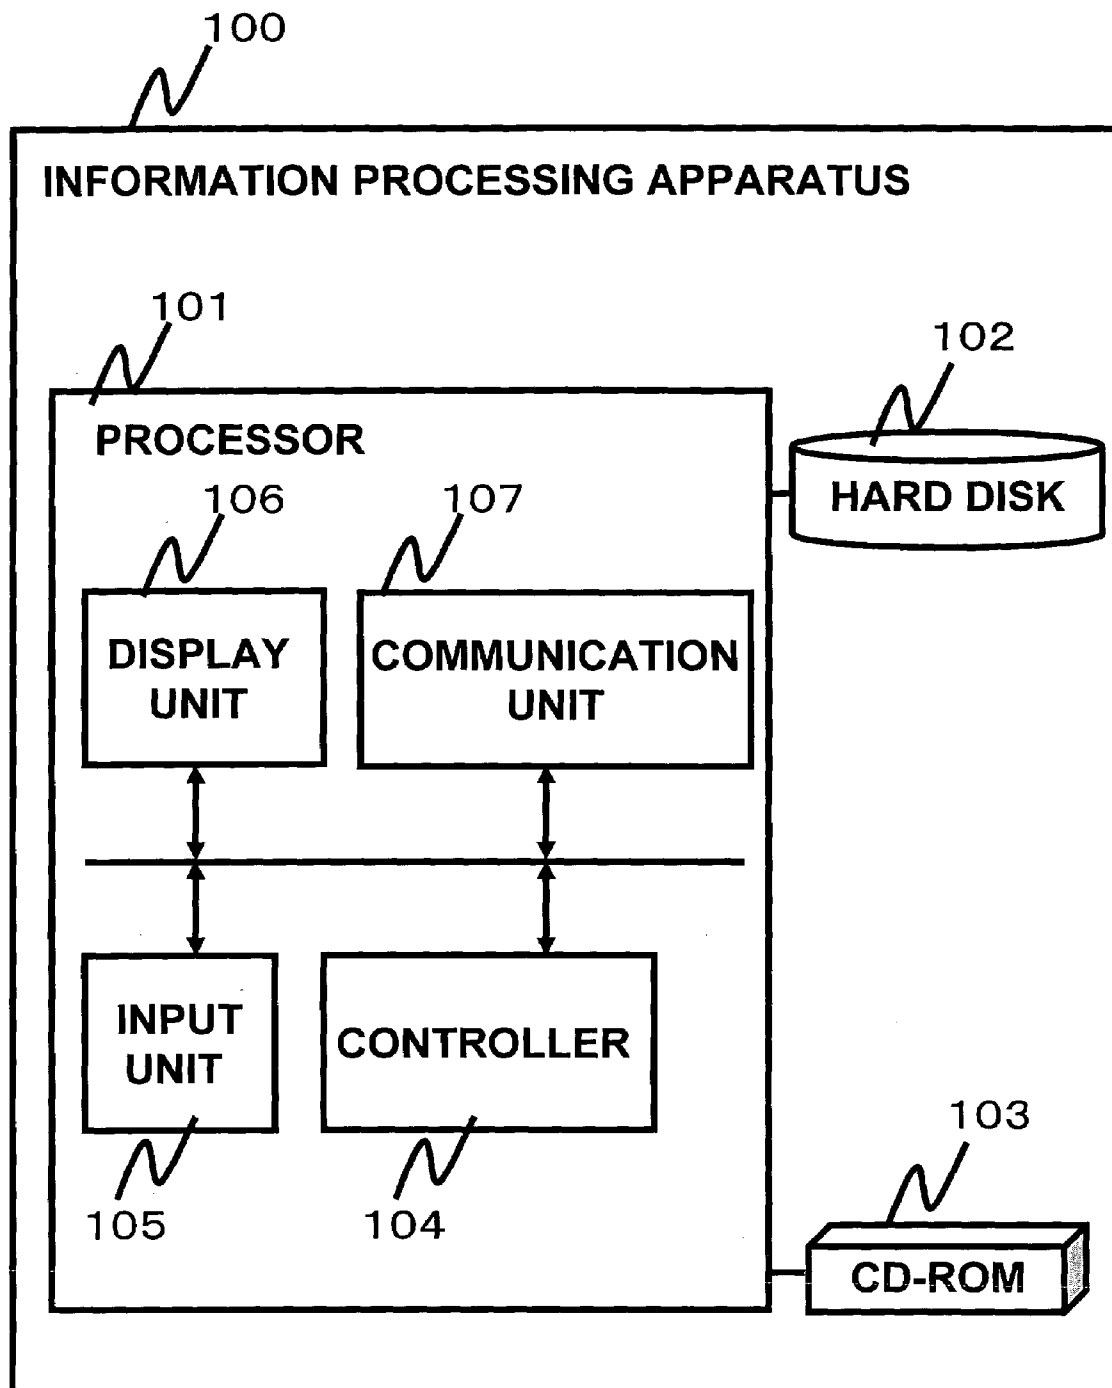 100
INFORMATION PROCESSING APPARATUS
101
102
PROCESSOR
HARD DISK
106
107
DISPLAY
UNIT
COMMUNICATION
UNIT
INPUT
UNIT
CONTROLLER
105
104
103
CD-ROM